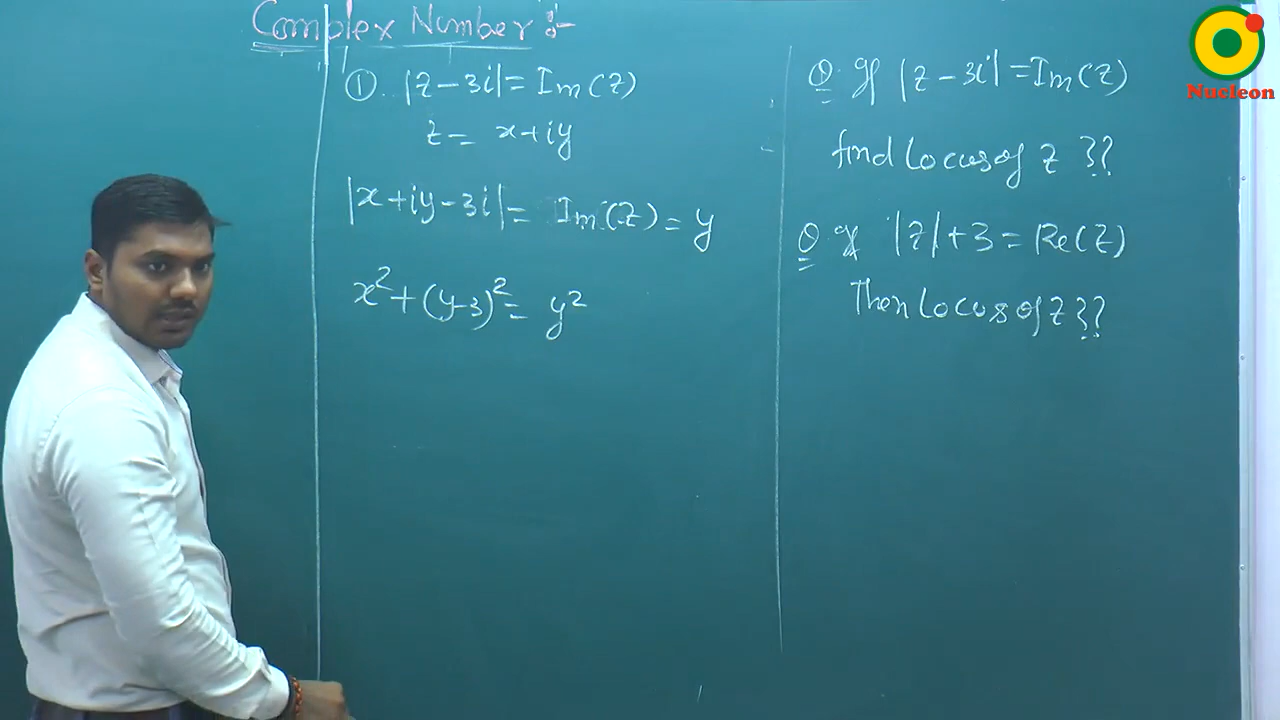 Complex Number :-
① |z-3i| = Im(z)
z = x+iy
|x+iy-3i| = Im(z) = y
x²+(y-3)² = y²
Q. If |z-3i| = Im(z)
find Locus of z ??
Q If |z|+3 = Re(z)
Then Locus of z ??
Nucleon